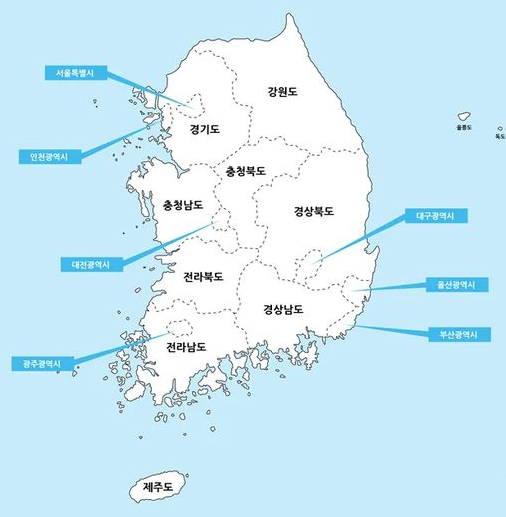 서울특별시
강원도
울릉도
독도
경기도
인천광역시
충청북도
충청남도
경상북도
대구광역시
대전광역시
전라북도
울산광역시
경상남도
부산광역시
전라남도
광주광역시
제주도